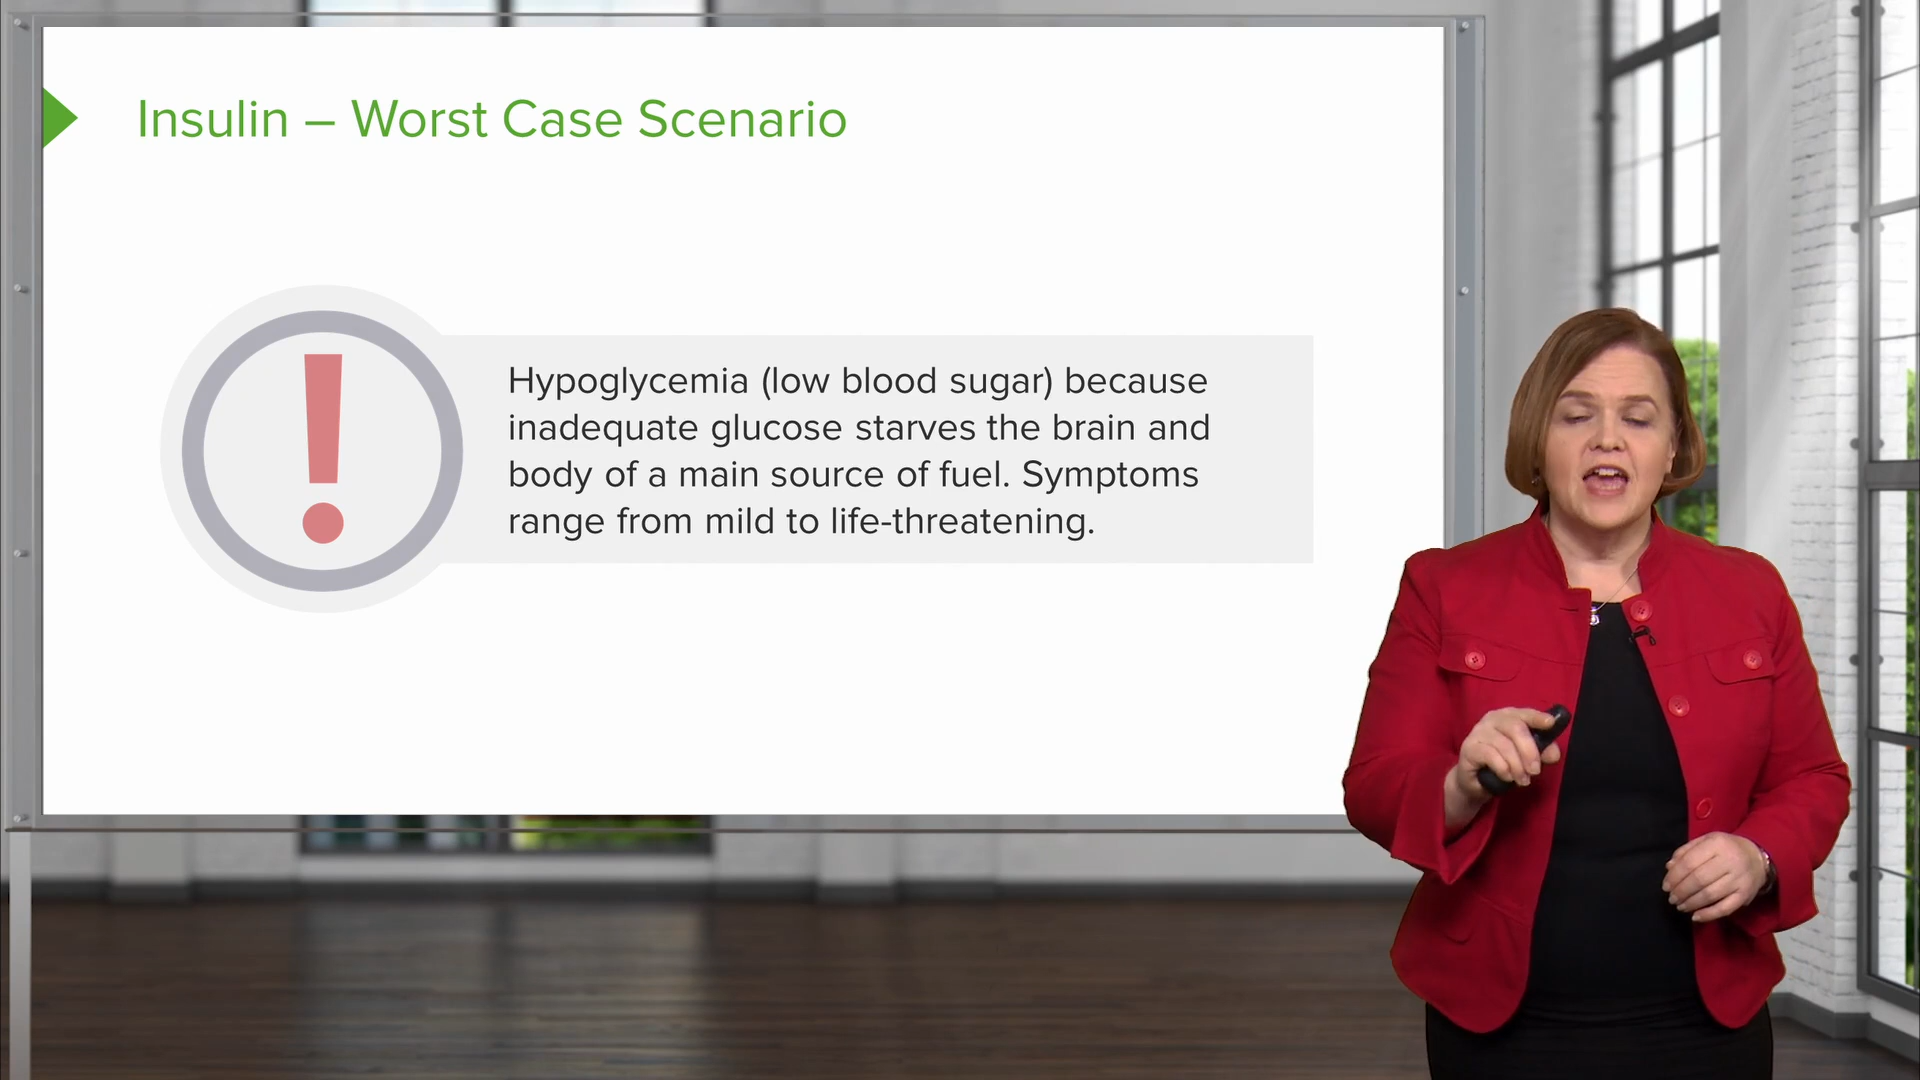 Insulin – Worst Case Scenario
Hypoglycemia (low blood sugar) because
inadequate glucose starves the brain and
body of a main source of fuel. Symptoms
range from mild to life-threatening.